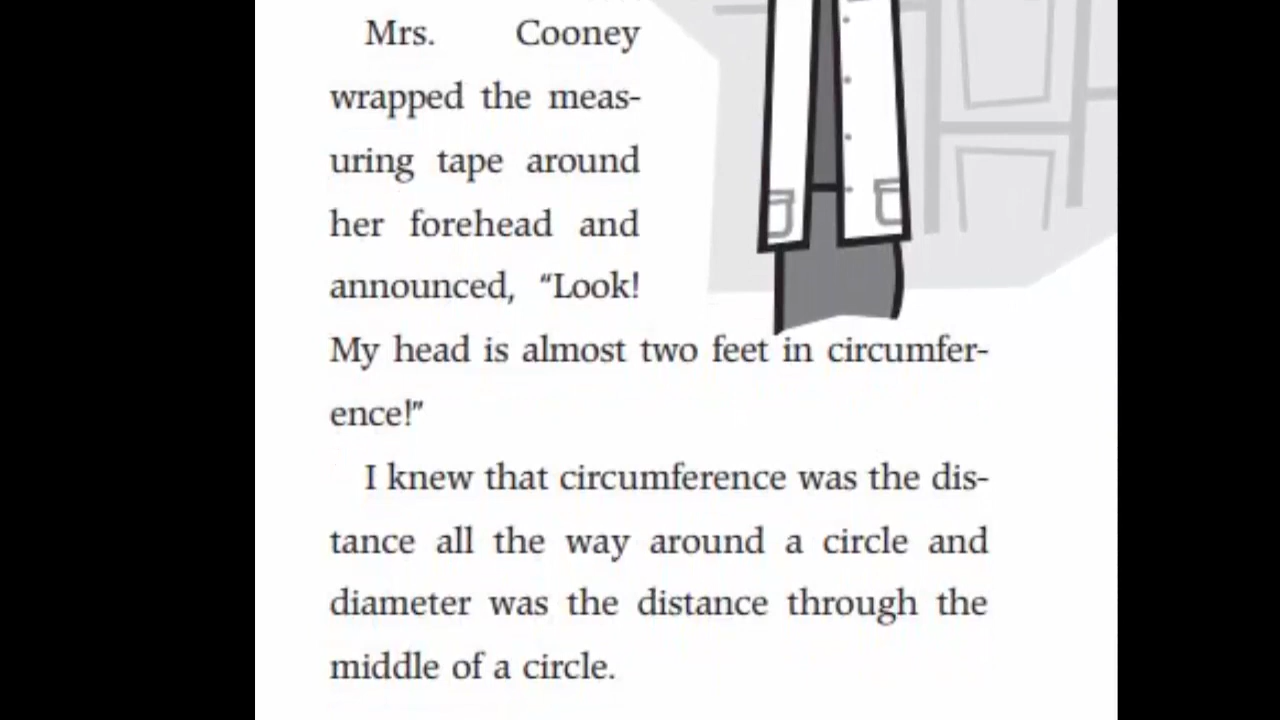 Mrs. Cooney
wrapped the meas-
uring tape around
her forehead and
announced, “Look!
My head is almost two feet in circumfer-
ence!”
I knew that circumference was the dis-
tance all the way around a circle and
diameter was the distance through the
middle of a circle.